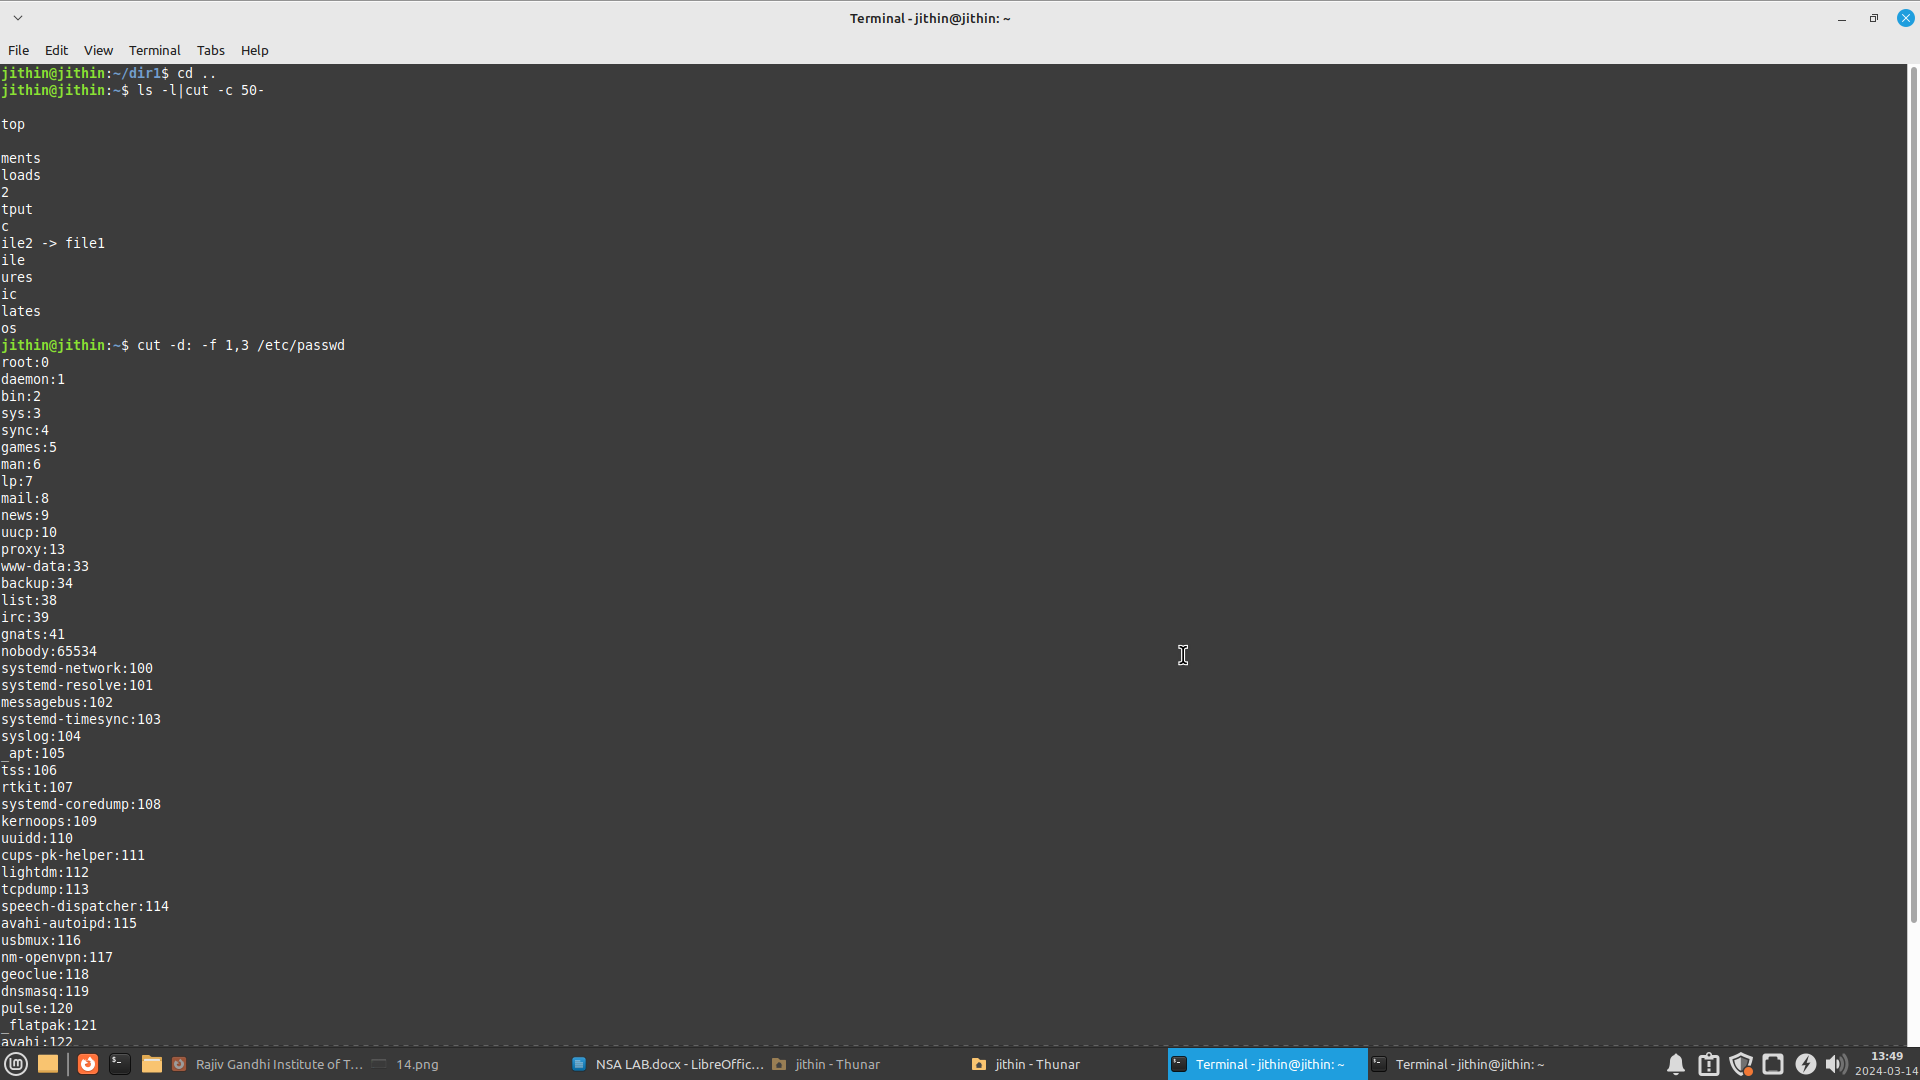 Terminal - jithin@jithin: ~
File Edit View Terminal Tabs Help
jithin@jithin:~/dir1$ cd ..
jithin@jithin:~$ ls -l|cut -c 50-
top
ments
loads
2
tput
c
ile2 -> file1
ile
ures
ic
lates
os
jithin@jithin:~$ cut -d: -f 1,3 /etc/passwd
root:0
daemon:1
bin:2
sys:3
sync:4
games:5
man:6
lp:7
mail:8
news:9
uucp:10
proxy:13
www-data:33
backup:34
list:38
irc:39
gnats:41
nobody:65534
systemd-network:100
systemd-resolve:101
messagebus:102
systemd-timesync:103
syslog:104
_apt:105
tss:106
rtkit:107
systemd-coredump:108
kernoops:109
uuidd:110
cups-pk-helper:111
lightdm:112
tcpdump:113
speech-dispatcher:114
avahi-autoipd:115
usbmux:116
nm-openvpn:117
geoclue:118
dnsmasq:119
pulse:120
_flatpak:121
avahi:122
Rajiv Gandhi Institute of T... 14.png NSA LAB.docx - LibreOffic... jithin - Thunar jithin - Thunar Terminal - jithin@jithin: ~ Terminal - jithin@jithin: ~ 13:49
2024-03-14